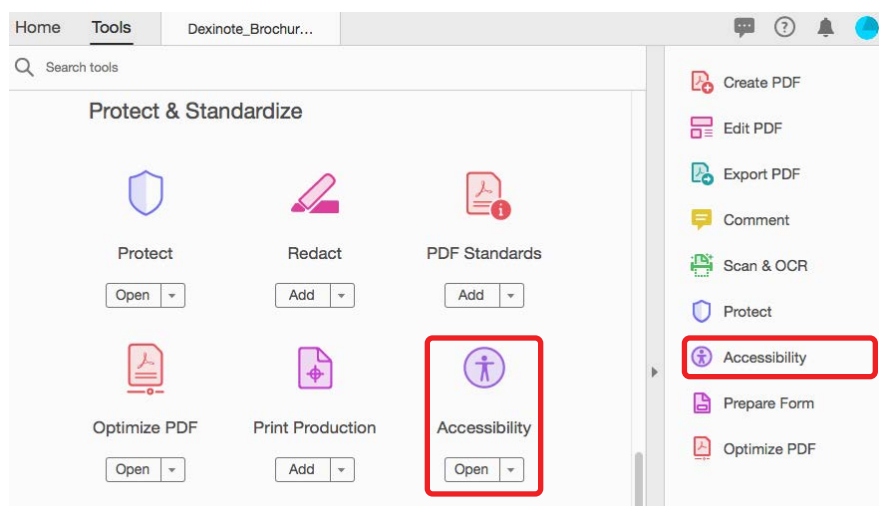 Home Tools Dexinote_Brochur...
Search tools
Protect & Standardize
Protect Redact PDF Standards
Open Add Add
Optimize PDF Print Production Accessibility
Open Add Open
Create PDF
Edit PDF
Export PDF
Comment
Scan & OCR
Protect
Accessibility
Prepare Form
Optimize PDF